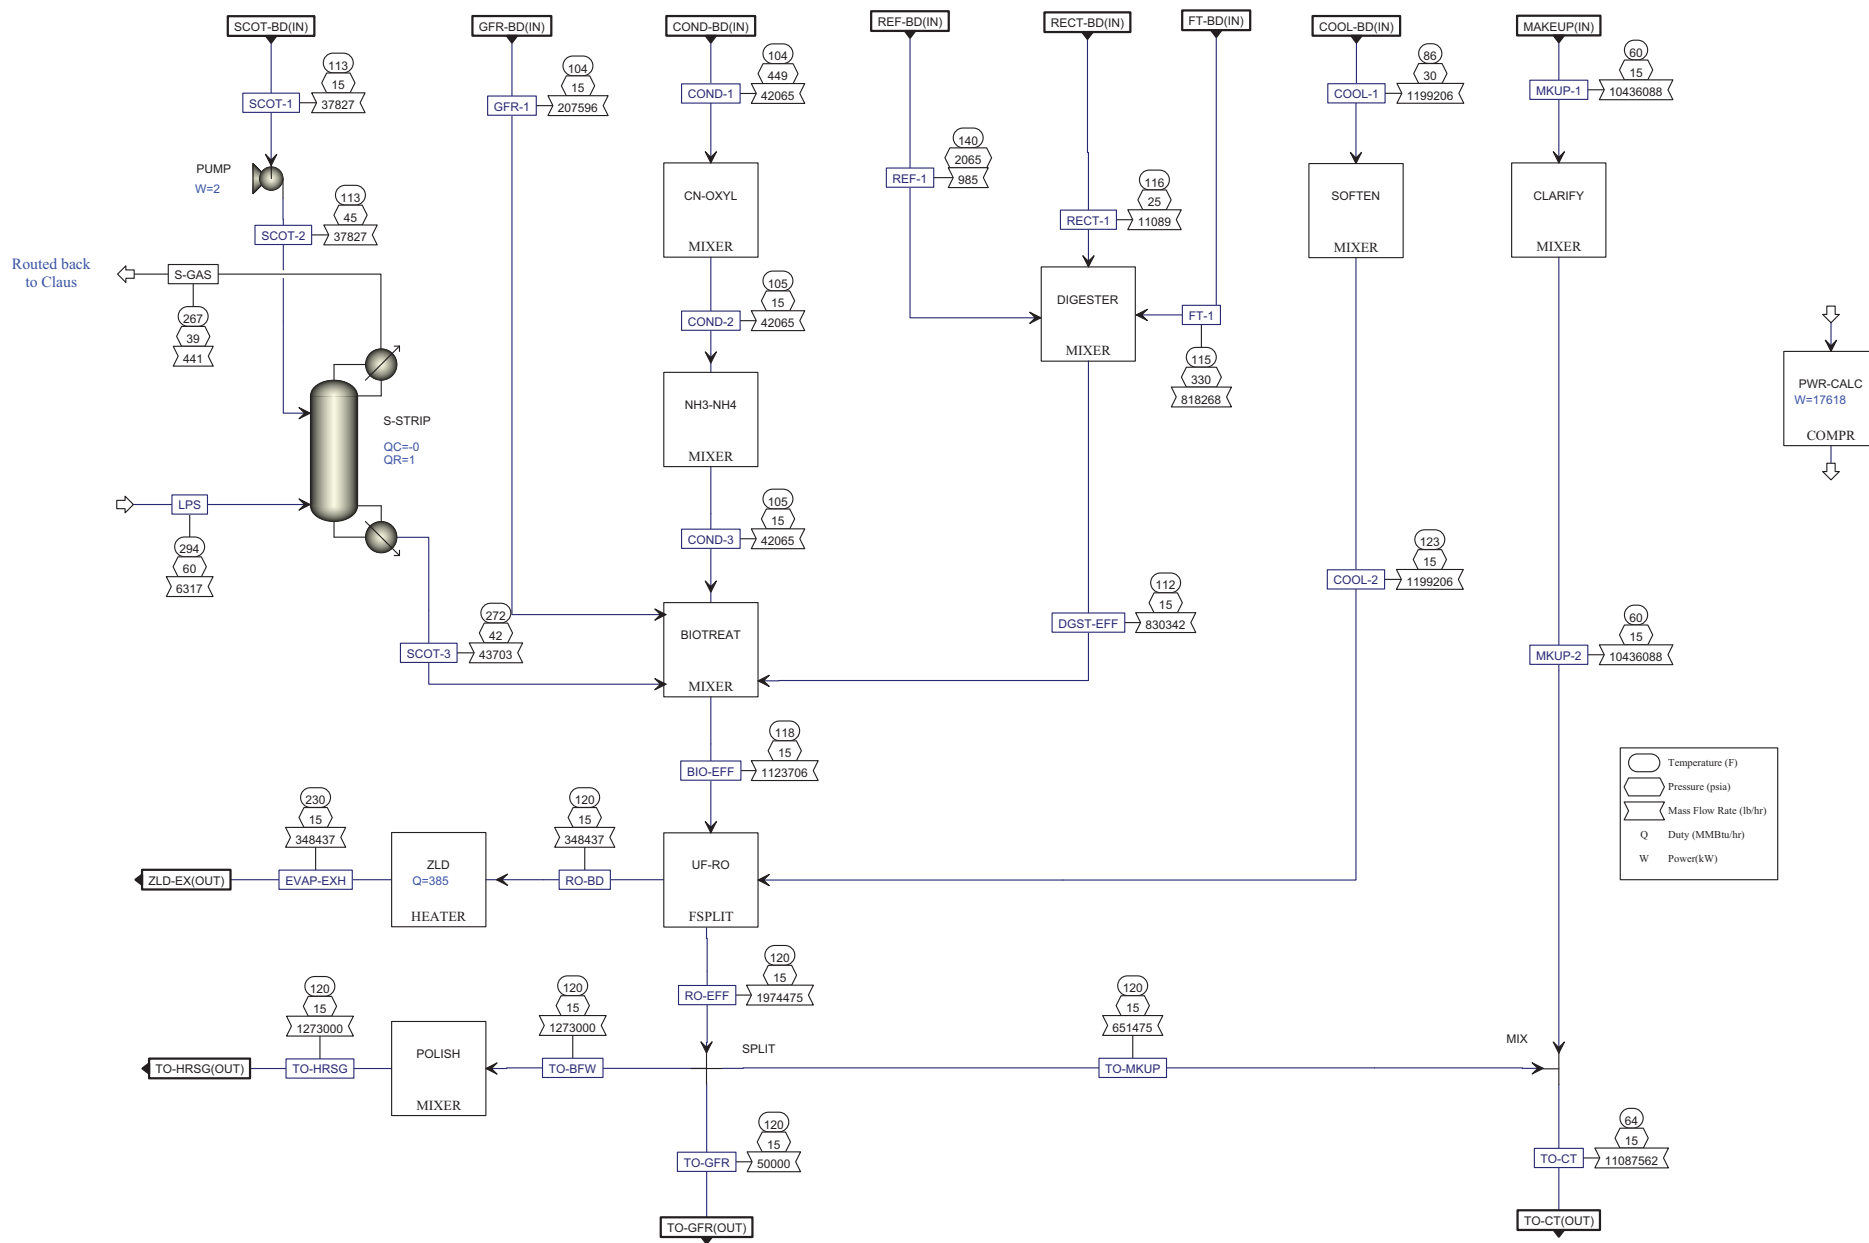 SCOT-BD(IN)
GFR-BD(IN)
COND-BD(IN)
REF-BD(IN)
RECT-BD(IN)
FT-BD(IN)
COOL-BD(IN)
MAKEUP(IN)
113
15
SCOT-1
37827
104
15
GFR-1
207596
104
449
COND-1
42065
86
30
COOL-1
1199206
60
15
MKUP-1
10436088
PUMP
W=2
140
2065
REF-1
985
CN-OXYL
MIXER
116
25
RECT-1
11089
SOFTEN
MIXER
CLARIFY
MIXER
113
45
SCOT-2
37827
Routed back
to Claus
S-GAS
267
39
441
105
15
COND-2
42065
DIGESTER
MIXER
FT-1
115
330
818268
PWR-CALC
W=17618
COMPR
NH3-NH4
MIXER
S-STRIP
QC=-0
QR=1
LPS
294
60
6317
105
15
COND-3
42065
123
15
COOL-2
1199206
272
42
SCOT-3
43703
BIOTREAT
MIXER
112
15
DGST-EFF
830342
60
15
MKUP-2
10436088
118
15
BIO-EFF
1123706
Temperature (F)
Pressure (psia)
Mass Flow Rate (lb/hr)
Q Duty (MMBtu/hr)
W Power(kW)
230
15
348437
120
15
348437
ZLD-EX(OUT)
EVAP-EXH
ZLD
Q=385
HEATER
RO-BD
UF-RO
FSPLIT
120
15
RO-EFF
1974475
120
15
1273000
120
15
1273000
120
15
651475
SPLIT
MIX
TO-HRSG(OUT)
TO-HRSG
POLISH
MIXER
TO-BFW
TO-MKUP
120
15
TO-GFR
50000
64
15
TO-CT
11087562
TO-GFR(OUT)
TO-CT(OUT)